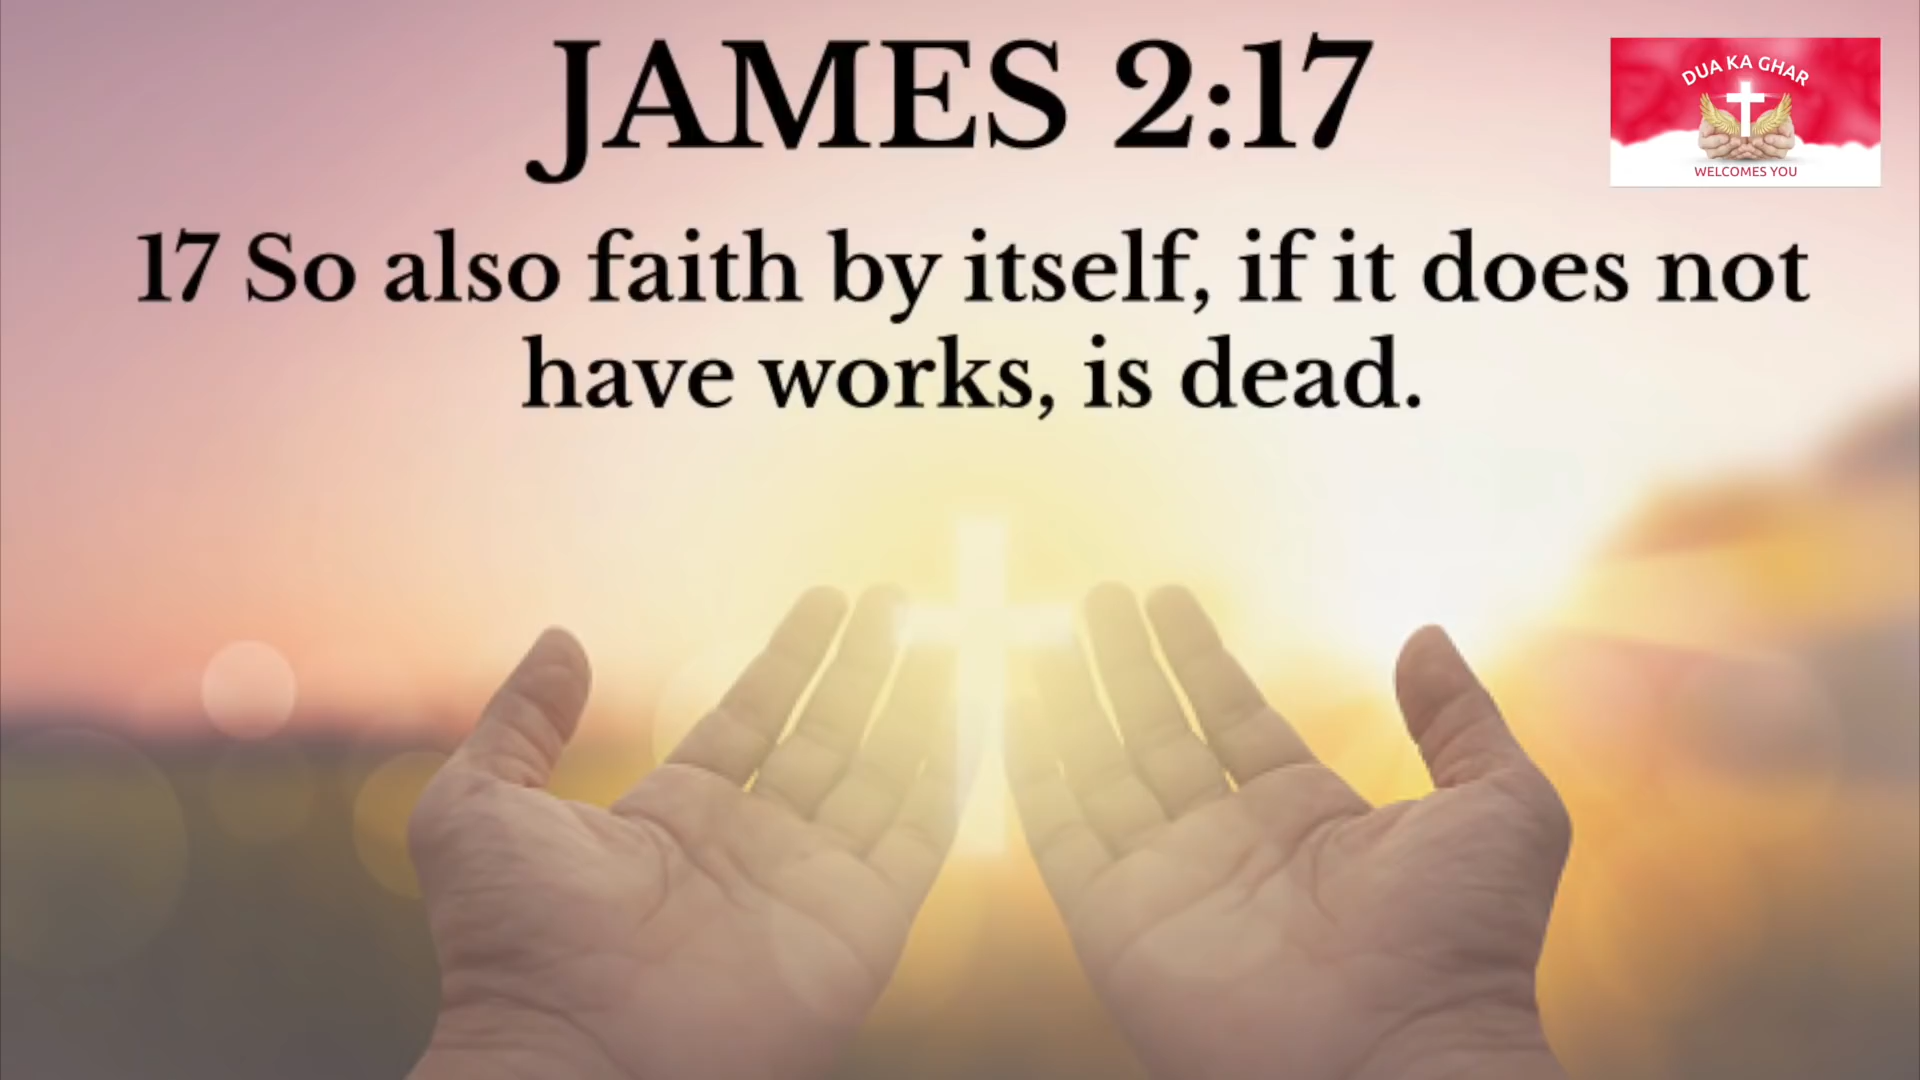 JAMES 2:17
DUA KA GHAR
WELCOMES YOU
17 So also faith by itself, if it does not
have works, is dead.